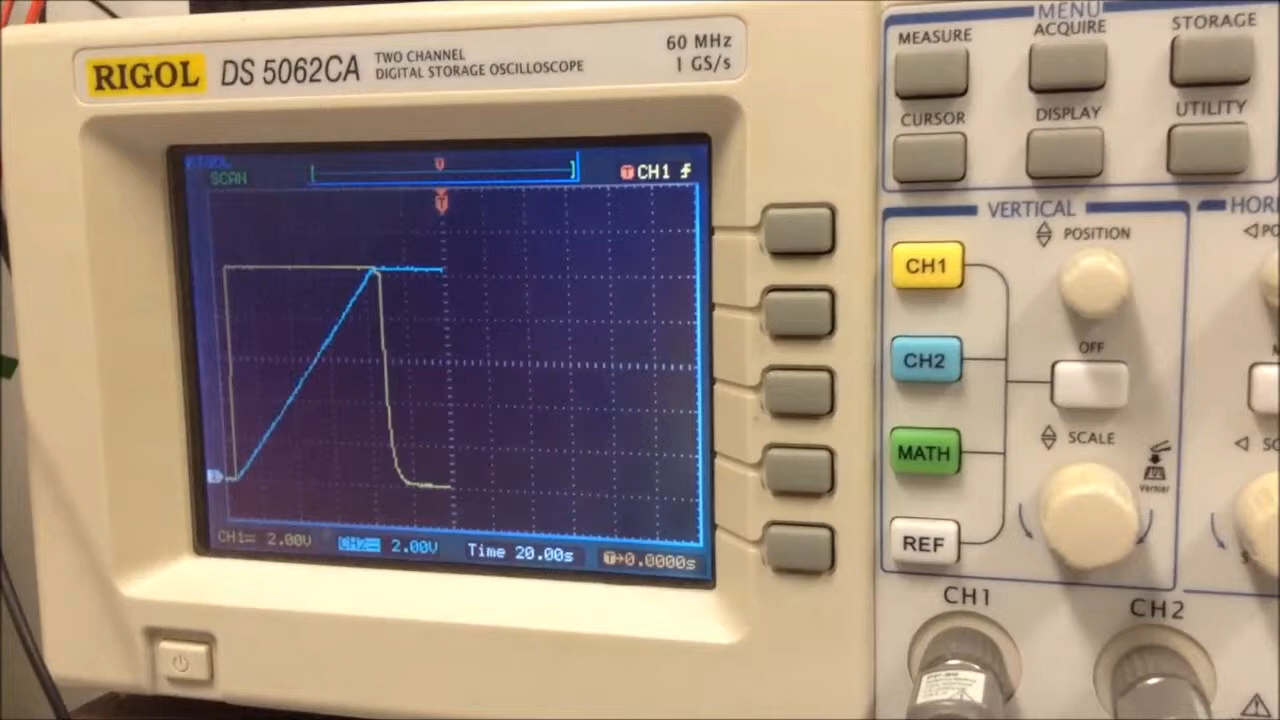 RIGOL DS 5062CA TWO CHANNEL
DIGITAL STORAGE OSCILLOSCOPE
60 MHz
1 GS/s
RIGOL
SCAN
T
CH1
T
CH1 2.00V CH2 2.00V Time 20.00s T→0.0000s
MENU
MEASURE ACQUIRE STORAGE
CURSOR DISPLAY UTILITY
VERTICAL
POSITION
CH1
OFF
CH2
SCALE
MATH
Vernier
REF
CH1 CH2